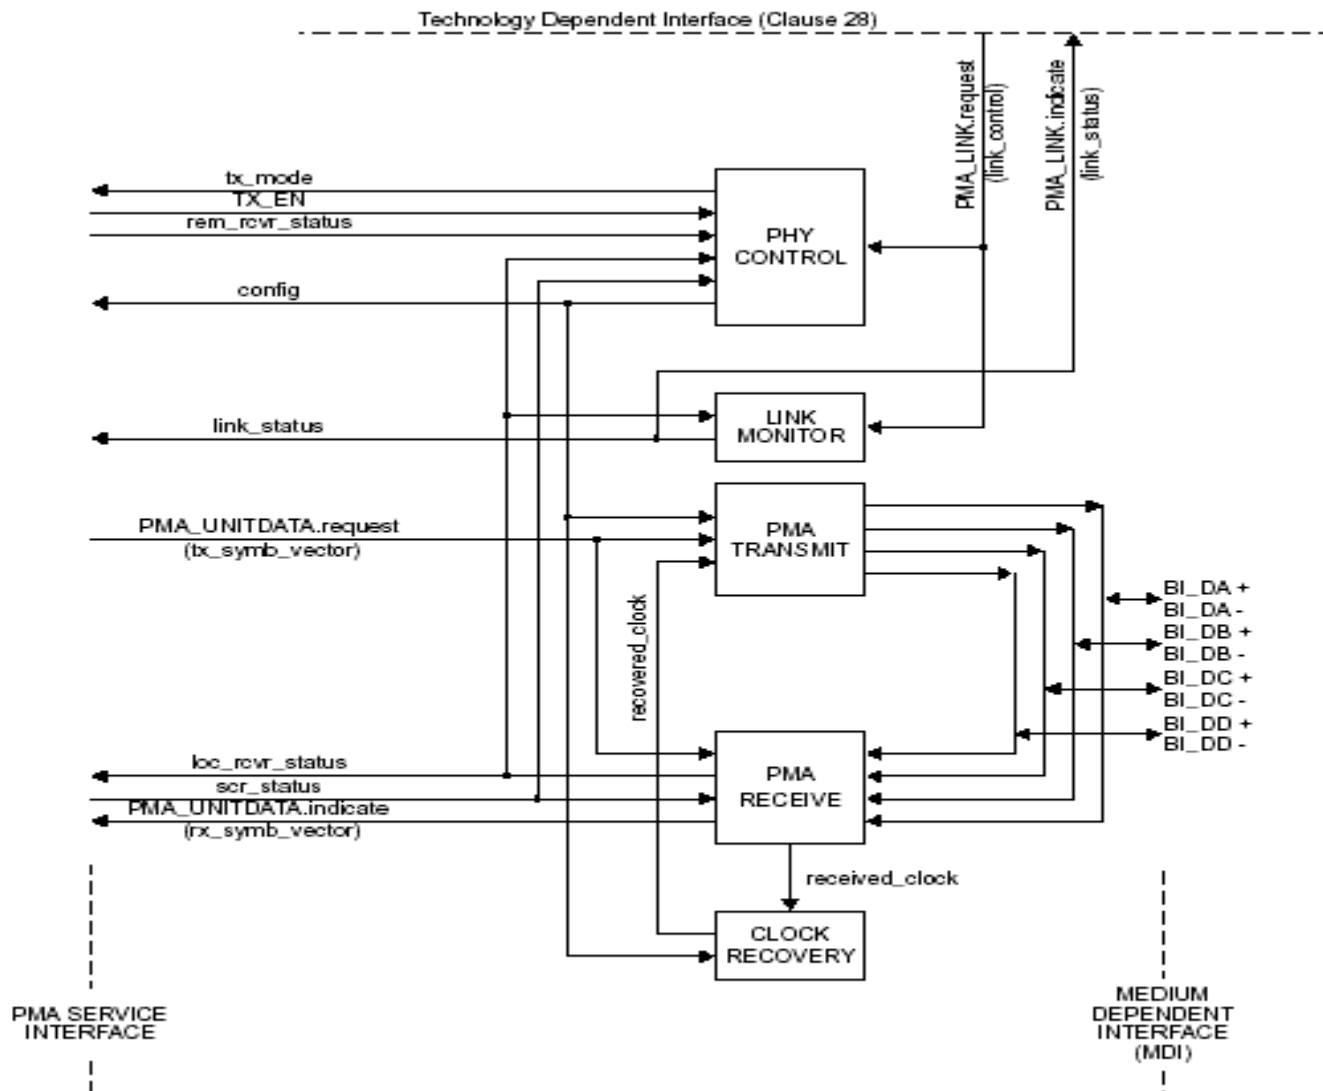 Technology Dependent Interface (Clause 28)
PMA_LINK.request
(link_control)
PMA_LINK.indicate
(link_status)
tx_mode
TX_EN
rem_rcvr_status
PHY
CONTROL
config
LINK
MONITOR
link_status
PMA_UNITDATA.request
(tx_symb_vector)
PMA
TRANSMIT
recovered_clock
BI_DA +
BI_DA -
BI_DB +
BI_DB -
BI_DC +
BI_DC -
BI_DD +
BI_DD -
loc_rcvr_status
scr_status
PMA_UNITDATA.indicate
(rx_symb_vector)
PMA
RECEIVE
received_clock
CLOCK
RECOVERY
PMA SERVICE
INTERFACE
MEDIUM
DEPENDENT
INTERFACE
(MDI)